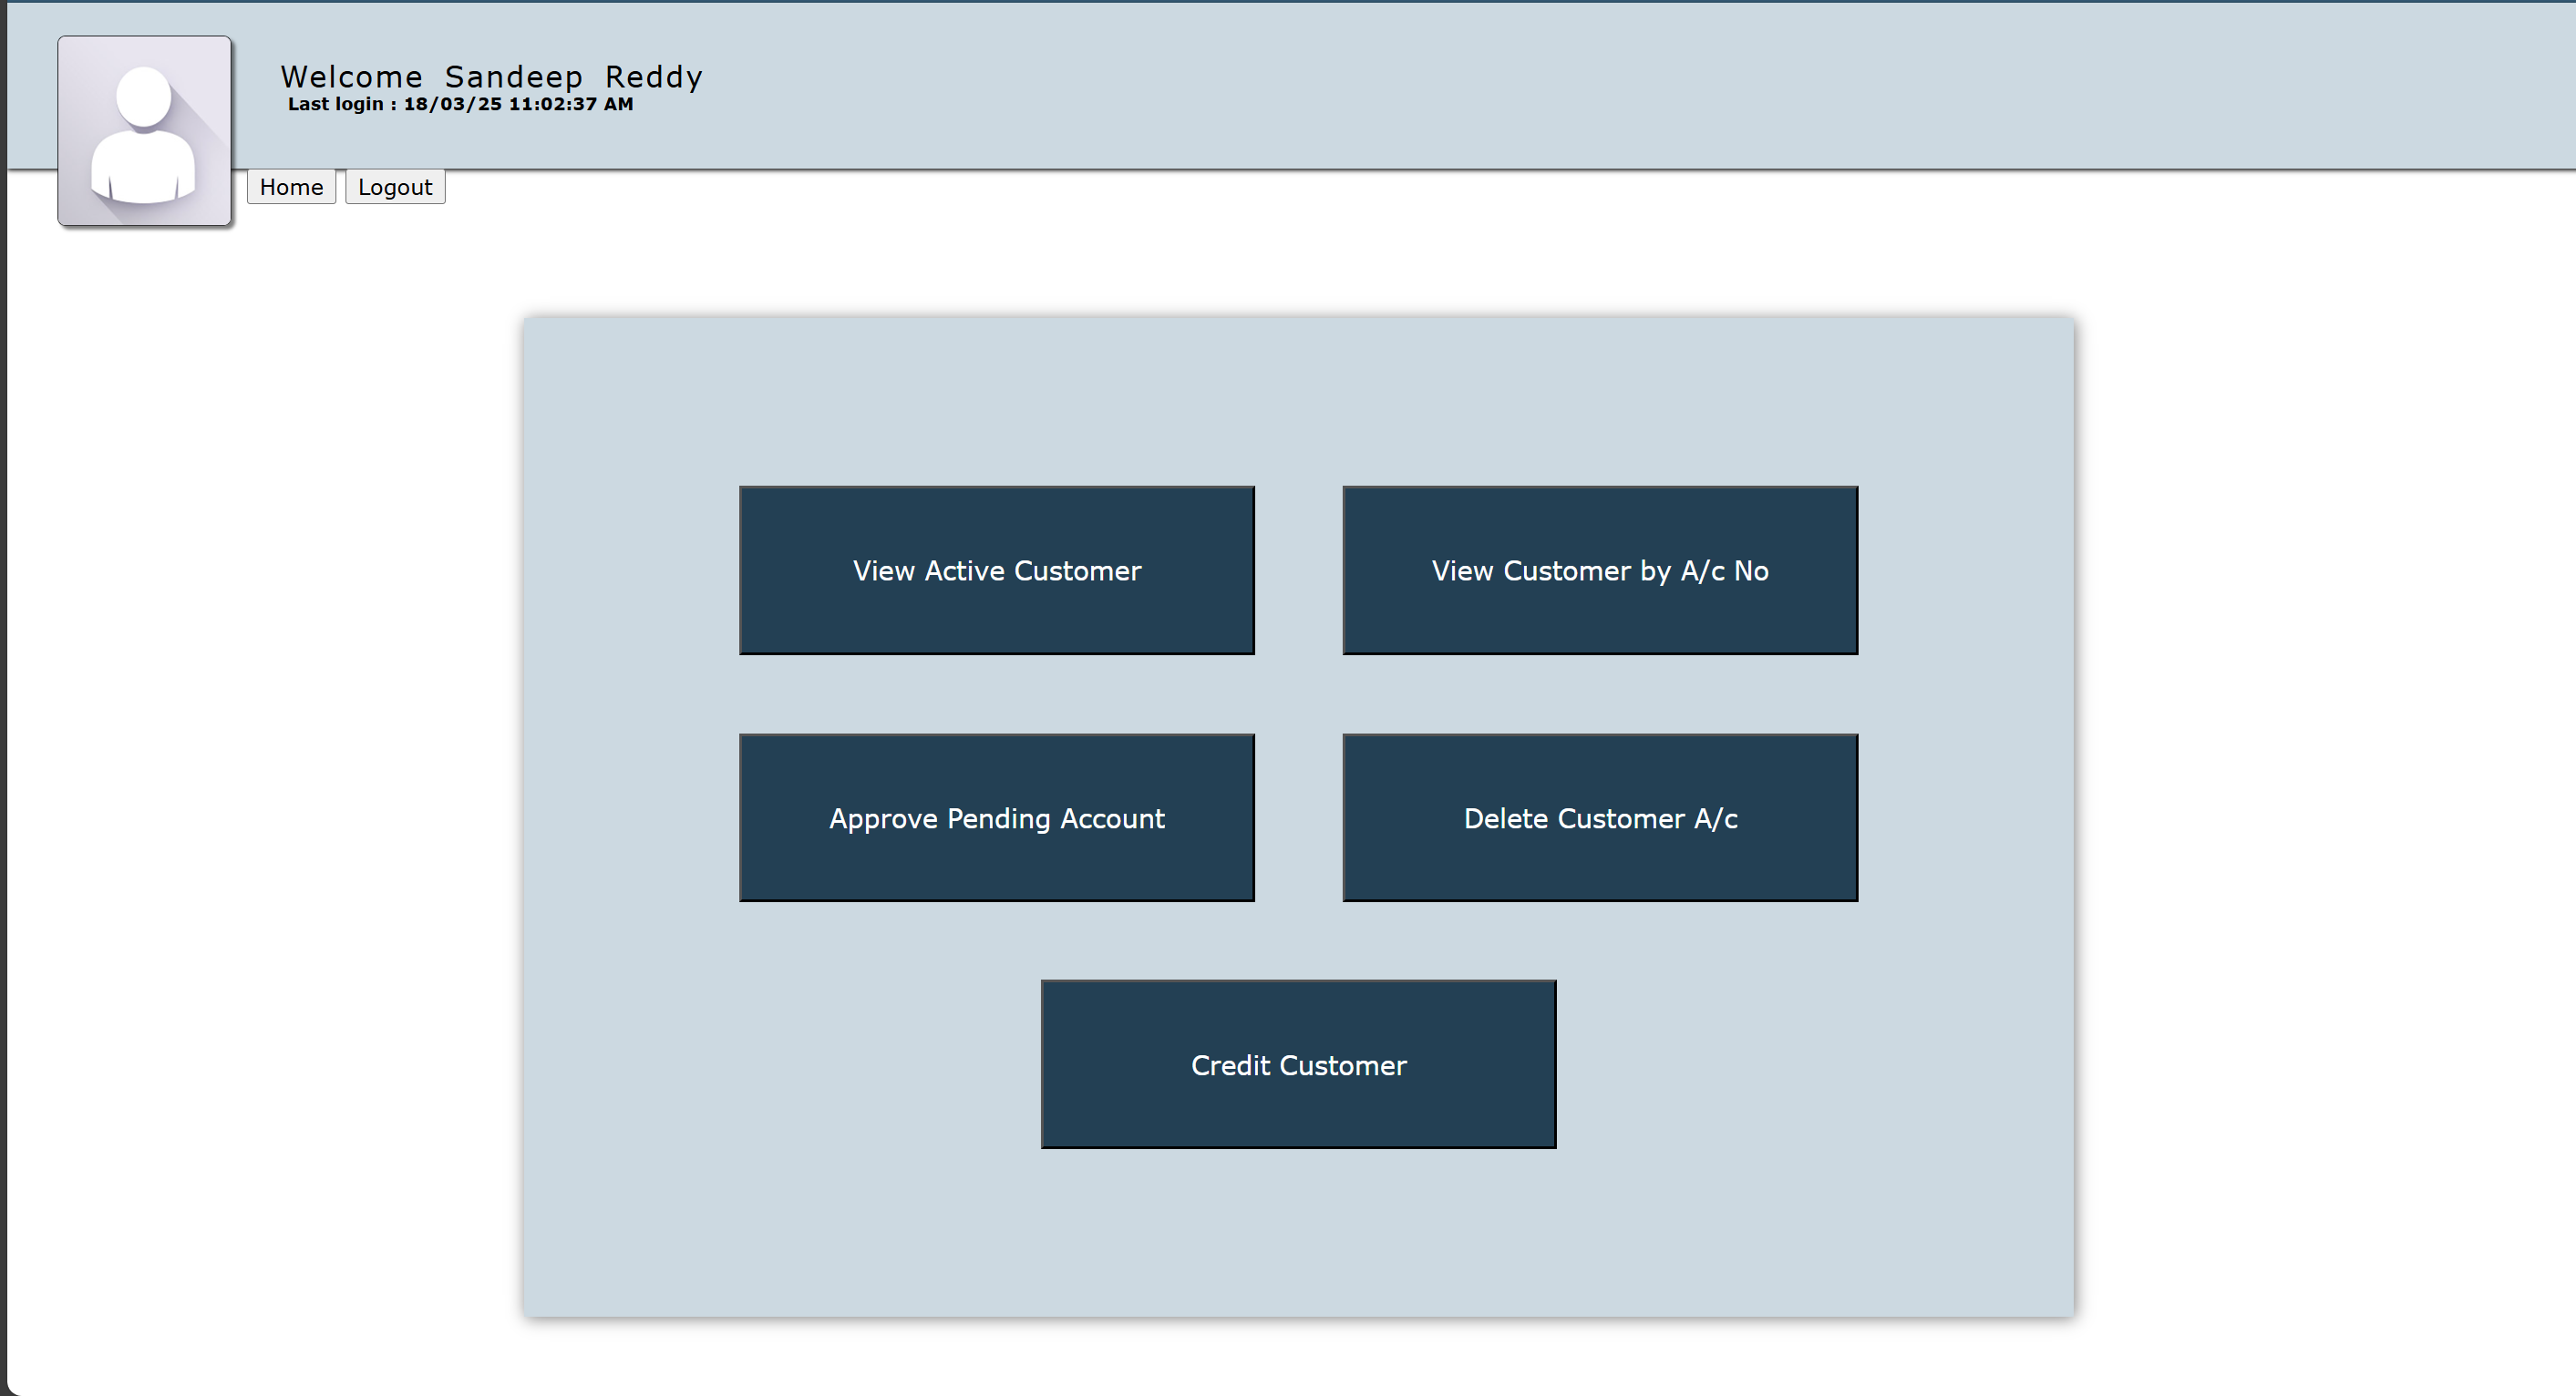 Welcome Sandeep Reddy
Last login : 18/03/25 11:02:37 AM
Home Logout
View Active Customer
View Customer by A/c No
Approve Pending Account
Delete Customer A/c
Credit Customer